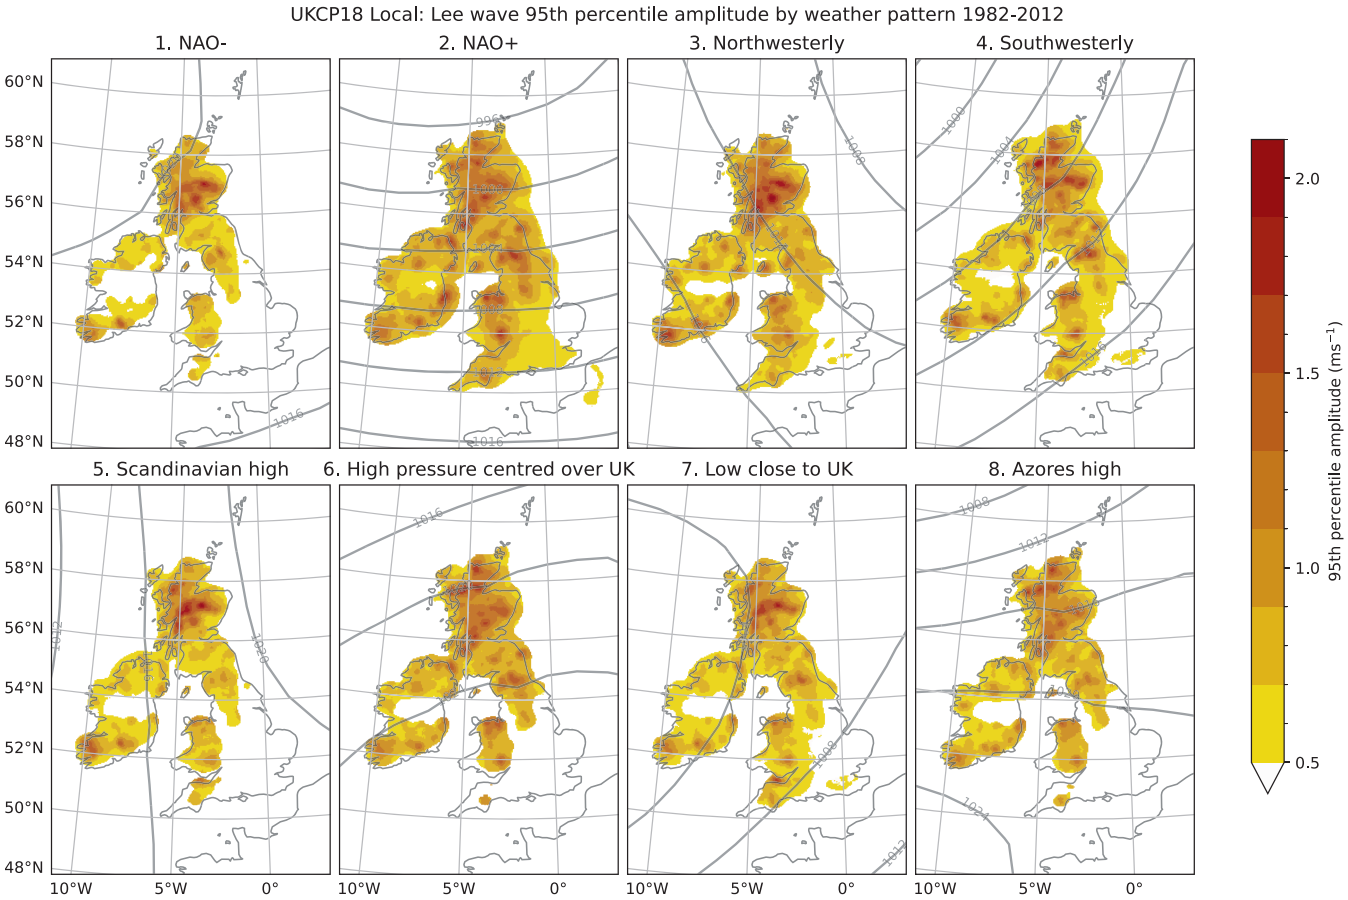 UKCP18 Local: Lee wave 95th percentile amplitude by weather pattern 1982-2012
1. NAO-
2. NAO+
3. Northwesterly
4. Southwesterly
60°N
58°N
56°N
54°N
52°N
50°N
48°N
1016
996
1012
1016
1008
1000
1004
1016
5. Scandinavian high
6. High pressure centred over UK
7. Low close to UK
8. Azores high
60°N
58°N
56°N
54°N
52°N
50°N
48°N
1012
1016
1020
1016
1008
1012
1008
1012
1024
10°W
5°W
0°
10°W
5°W
0°
10°W
5°W
0°
10°W
5°W
0°
2.0
1.5
1.0
0.5
95th percentile amplitude (ms⁻¹)